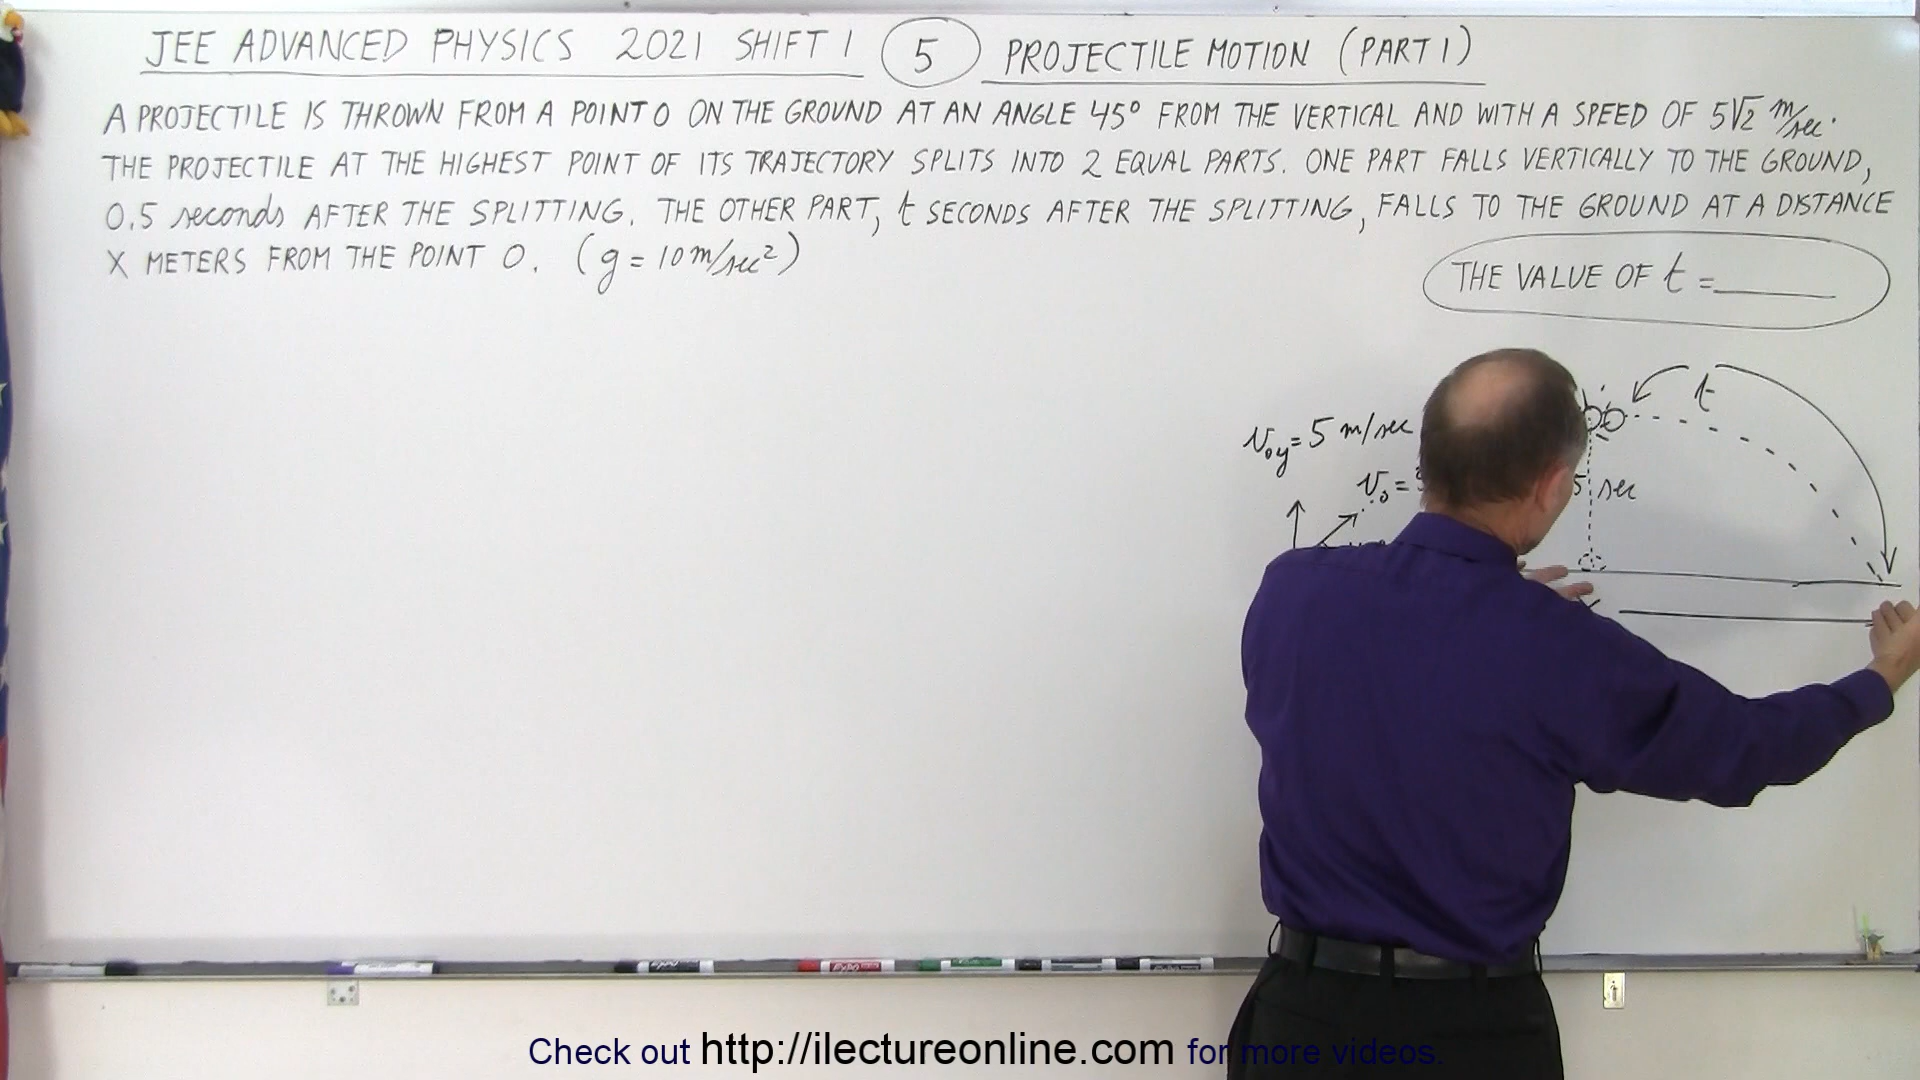 JEE ADVANCED PHYSICS 2021 SHIFT 1 5 PROJECTILE MOTION (PART 1)
A PROJECTILE IS THROWN FROM A POINT O ON THE GROUND AT AN ANGLE 45° FROM THE VERTICAL AND WITH A SPEED OF 5√2 m/sec.
THE PROJECTILE AT THE HIGHEST POINT OF ITS TRAJECTORY SPLITS INTO 2 EQUAL PARTS. ONE PART FALLS VERTICALLY TO THE GROUND,
0.5 seconds AFTER THE SPLITTING. THE OTHER PART, t SECONDS AFTER THE SPLITTING, FALLS TO THE GROUND AT A DISTANCE
X METERS FROM THE POINT O. (g = 10 m/sec²)
THE VALUE OF t = ______
t
v₀y = 5 m/sec
v₀ =
5 sec
Check out http://ilectureonline.com for more videos.